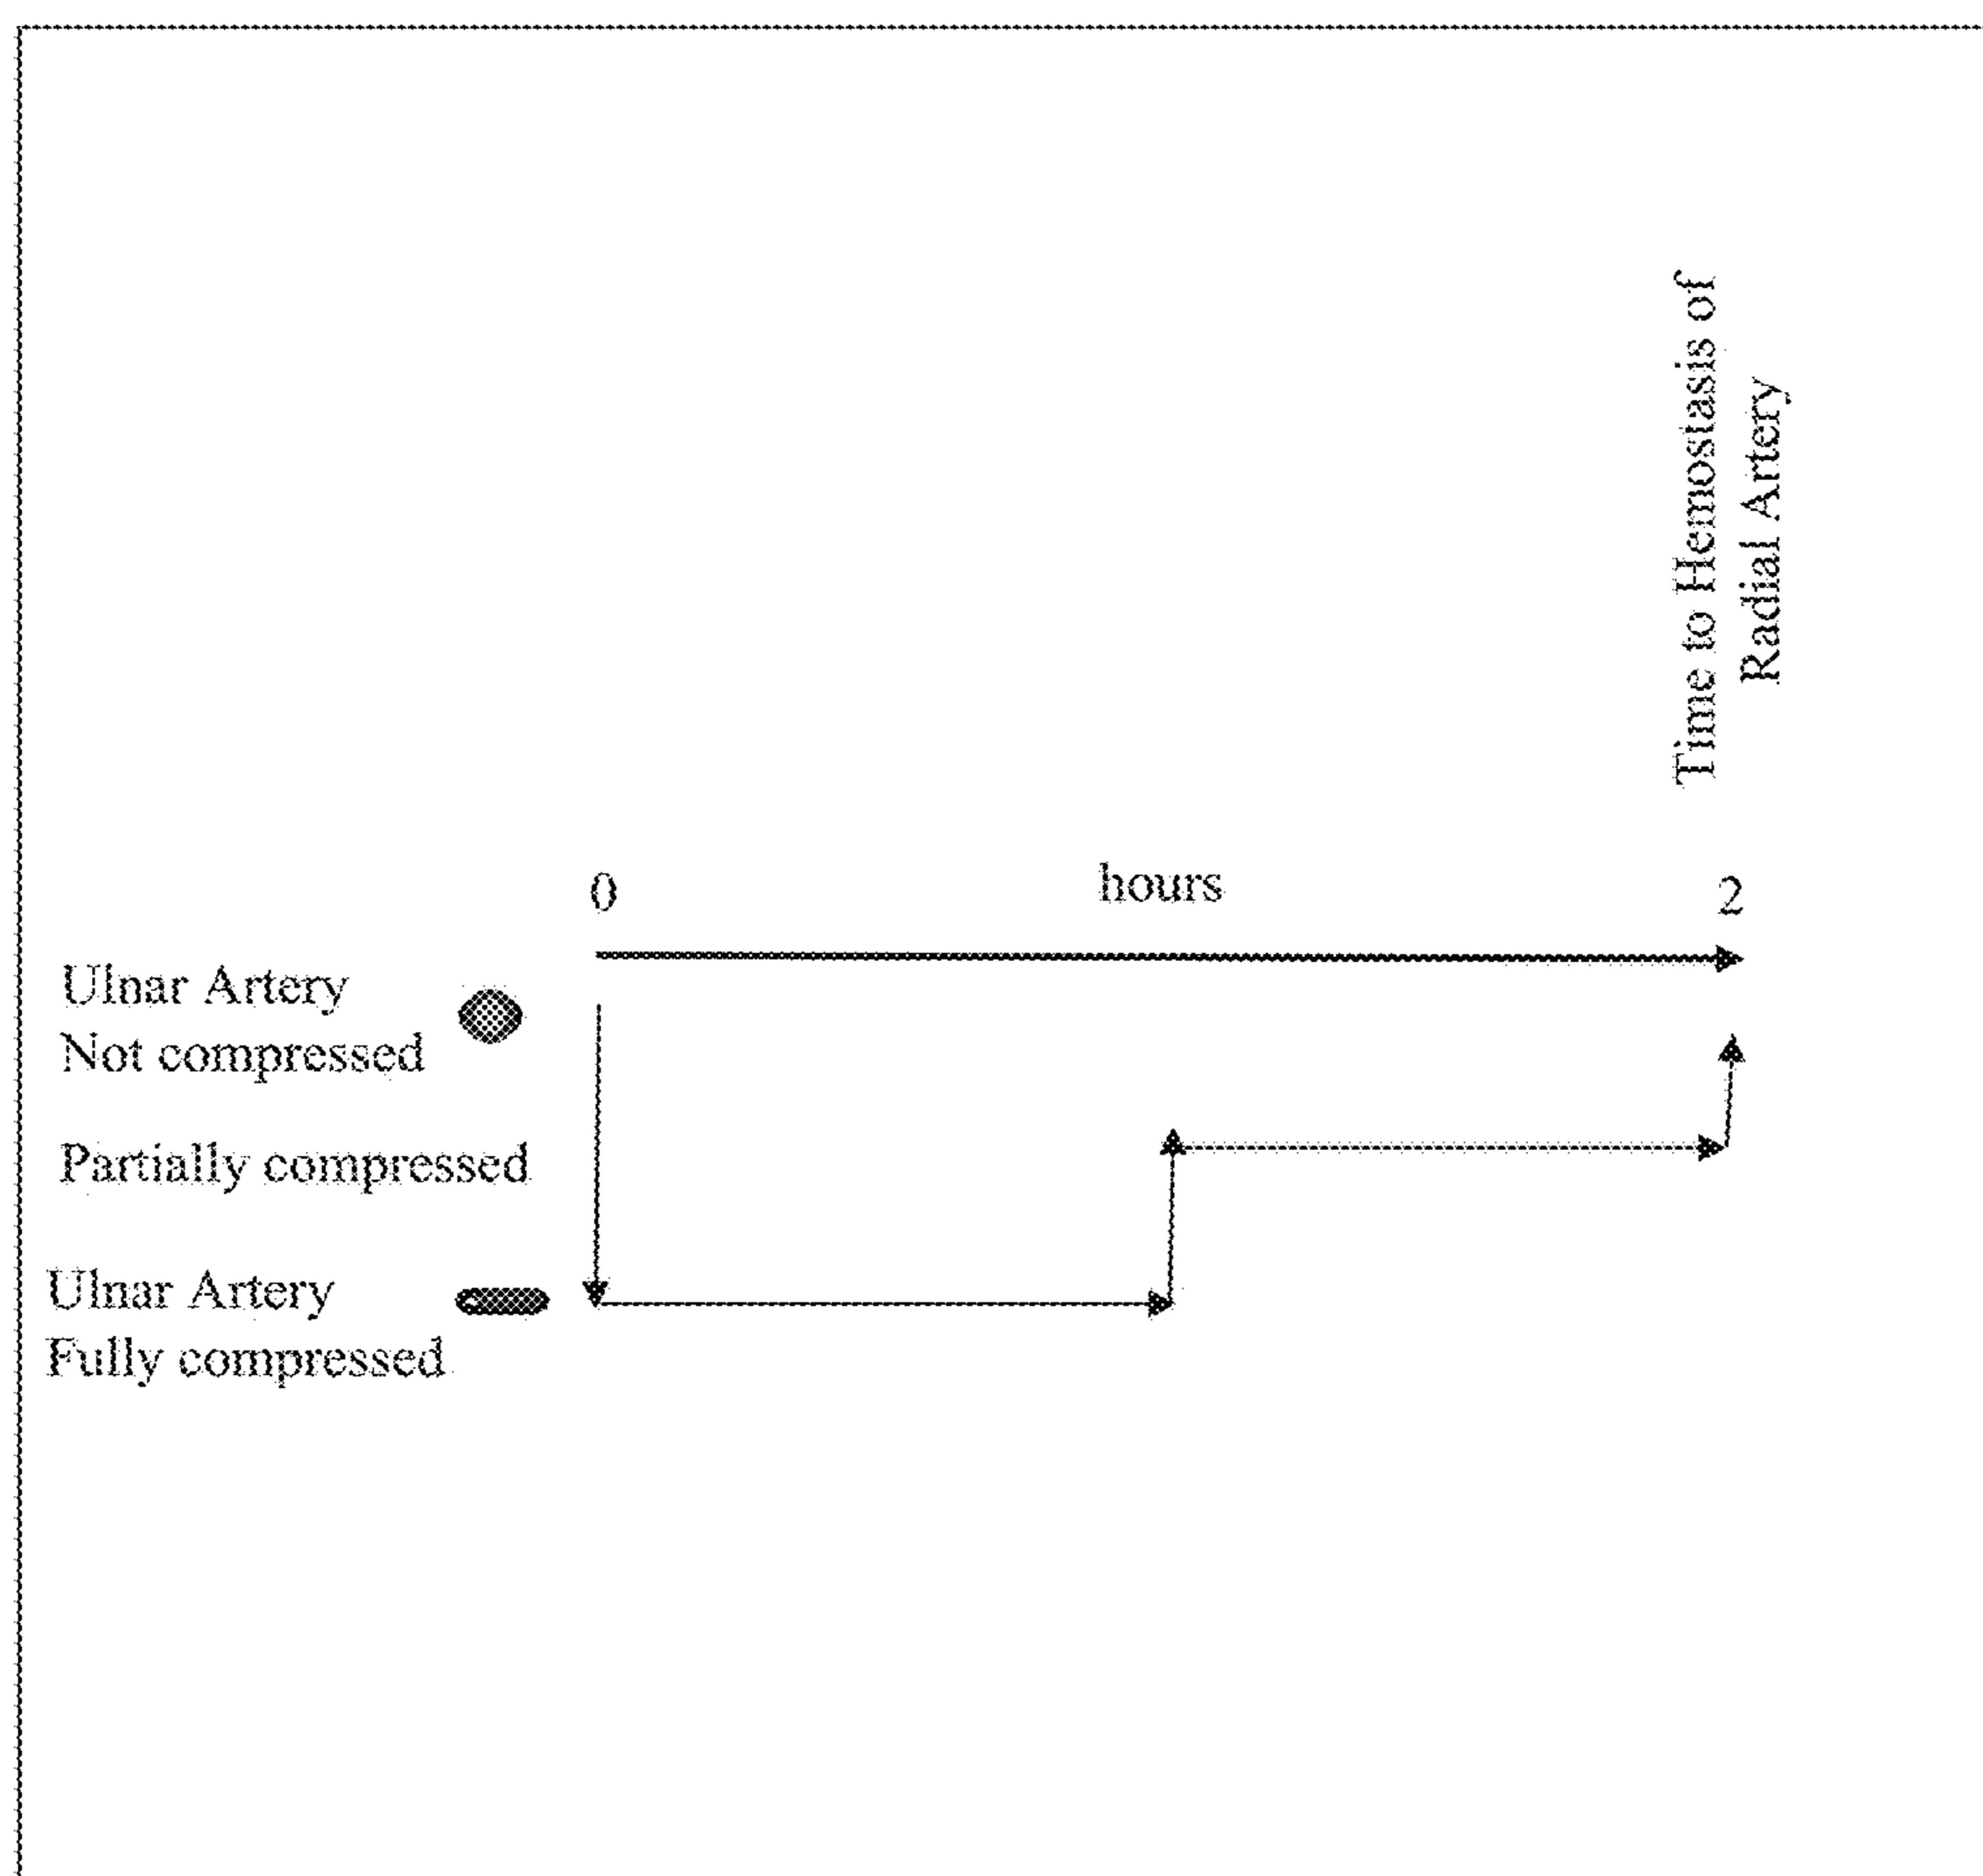 Time to Hemostasis of
Radial Artery
0
hours
2
Ulnar Artery
Not compressed
Partially compressed
Ulnar Artery
Fully compressed